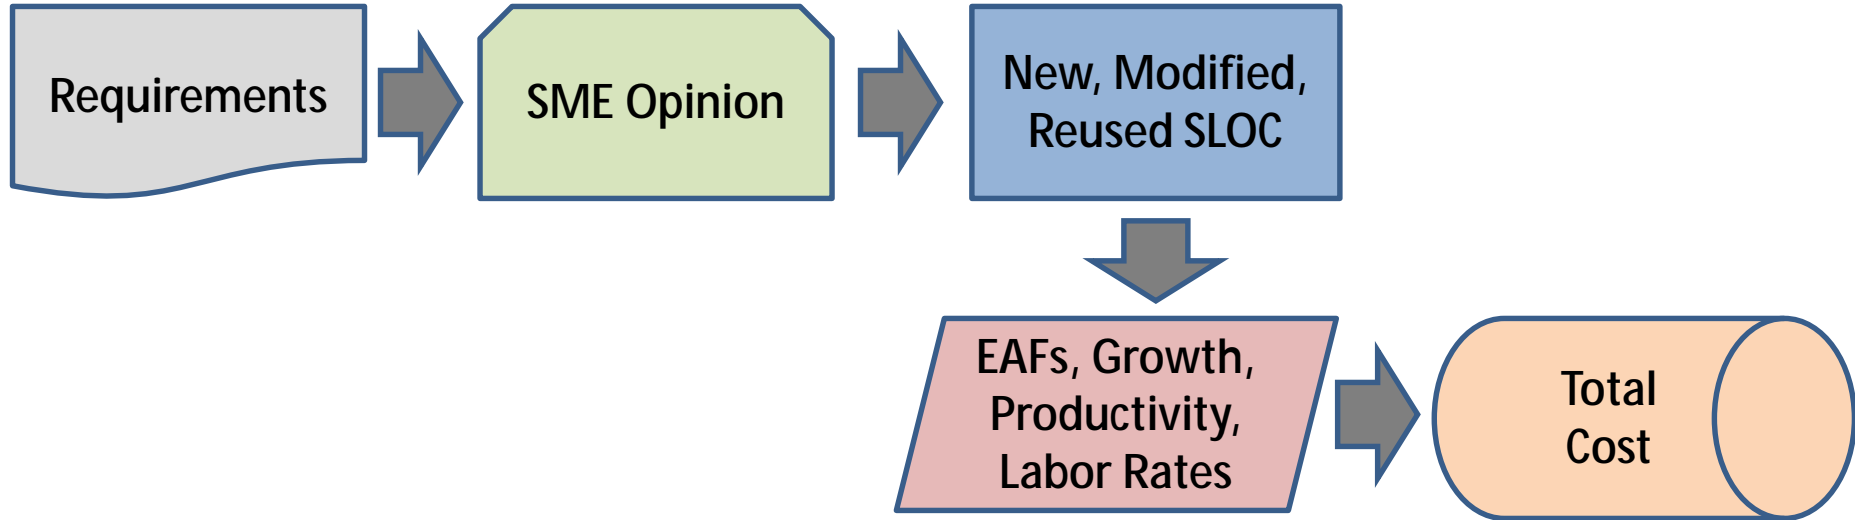 Requirements
SME Opinion
New, Modified,
Reused SLOC
EAFs, Growth,
Productivity,
Labor Rates
Total
Cost